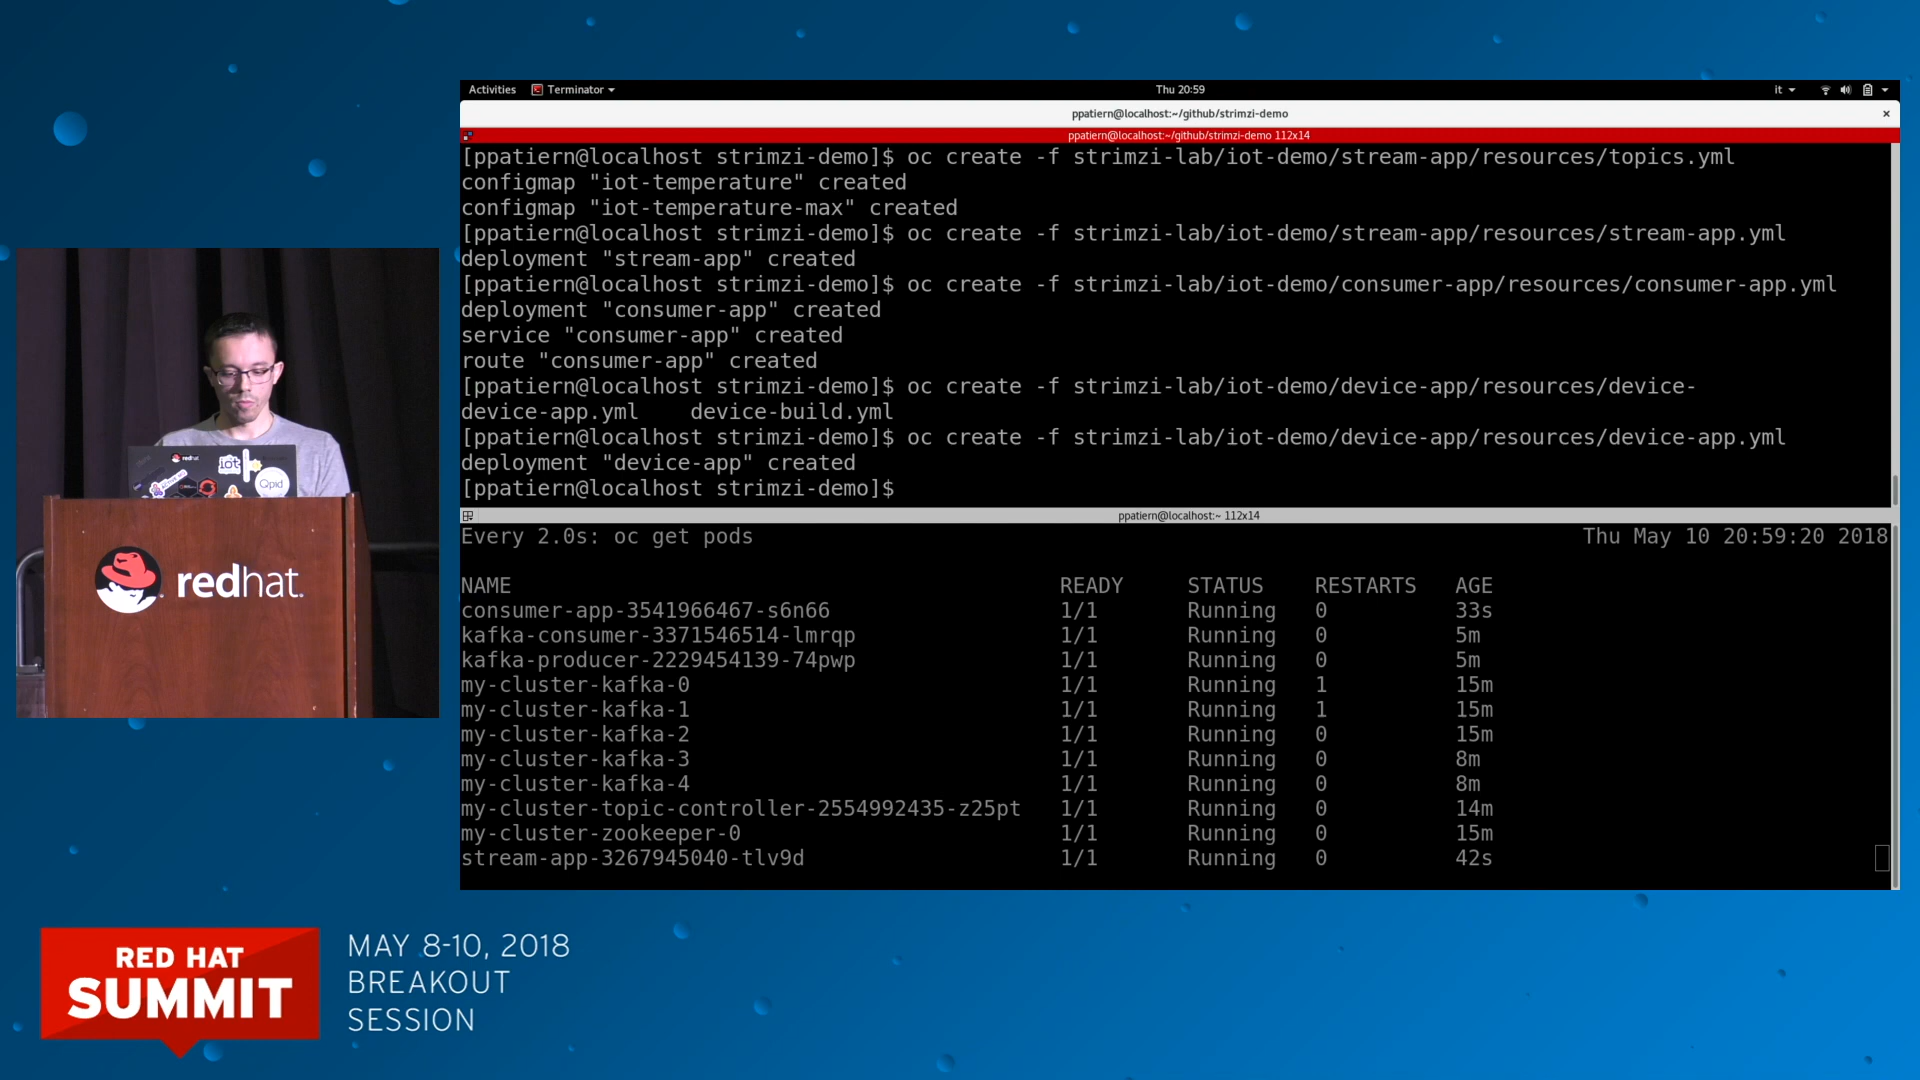 Activities Terminator Thu 20:59 it
ppatiern@localhost:~/github/strimzi-demo
ppatiern@localhost:~/github/strimzi-demo 112x14
[ppatiern@localhost strimzi-demo]$ oc create -f strimzi-lab/iot-demo/stream-app/resources/topics.yml
configmap "iot-temperature" created
configmap "iot-temperature-max" created
[ppatiern@localhost strimzi-demo]$ oc create -f strimzi-lab/iot-demo/stream-app/resources/stream-app.yml
deployment "stream-app" created
[ppatiern@localhost strimzi-demo]$ oc create -f strimzi-lab/iot-demo/consumer-app/resources/consumer-app.yml
deployment "consumer-app" created
service "consumer-app" created
route "consumer-app" created
[ppatiern@localhost strimzi-demo]$ oc create -f strimzi-lab/iot-demo/device-app/resources/device-
device-app.yml device-build.yml
[ppatiern@localhost strimzi-demo]$ oc create -f strimzi-lab/iot-demo/device-app/resources/device-app.yml
deployment "device-app" created
[ppatiern@localhost strimzi-demo]$
ppatiern@localhost:~ 112x14
Every 2.0s: oc get pods Thu May 10 20:59:20 2018
NAME READY STATUS RESTARTS AGE
consumer-app-3541966467-s6n66 1/1 Running 0 33s
kafka-consumer-3371546514-lmrqp 1/1 Running 0 5m
kafka-producer-2229454139-74pwp 1/1 Running 0 5m
my-cluster-kafka-0 1/1 Running 1 15m
my-cluster-kafka-1 1/1 Running 1 15m
my-cluster-kafka-2 1/1 Running 0 15m
my-cluster-kafka-3 1/1 Running 0 8m
my-cluster-kafka-4 1/1 Running 0 8m
my-cluster-topic-controller-2554992435-z25pt 1/1 Running 0 14m
my-cluster-zookeeper-0 1/1 Running 0 15m
stream-app-3267945040-tlv9d 1/1 Running 0 42s
redhat
iot
Qpid
redhat.
RED HAT
SUMMIT
MAY 8-10, 2018
BREAKOUT
SESSION